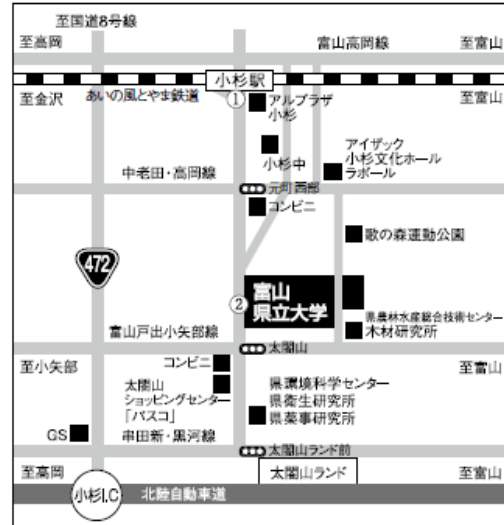 至国道8号線
至高岡
富山高岡線
至富山
小杉駅
至金沢
あいの風とやま鉄道
①
アルプラザ
小杉
至富山
小杉中
アイザック
小杉文化ホール
ラポール
中老田・高岡線
元町西部
コンビニ
歌の森運動公園
472
②
富山
県立大学
県農林水産総合技術センター
木材研究所
富山戸出小矢部線
太閤山
至小矢部
コンビニ
至富山
太閤山
ショッピングセンター
「パスコ」
県環境科学センター
県衛生研究所
県薬事研究所
GS
串田新・黒河線
太閤山ランド前
至高岡
太閤山ランド
至富山
小杉I.C
北陸自動車道